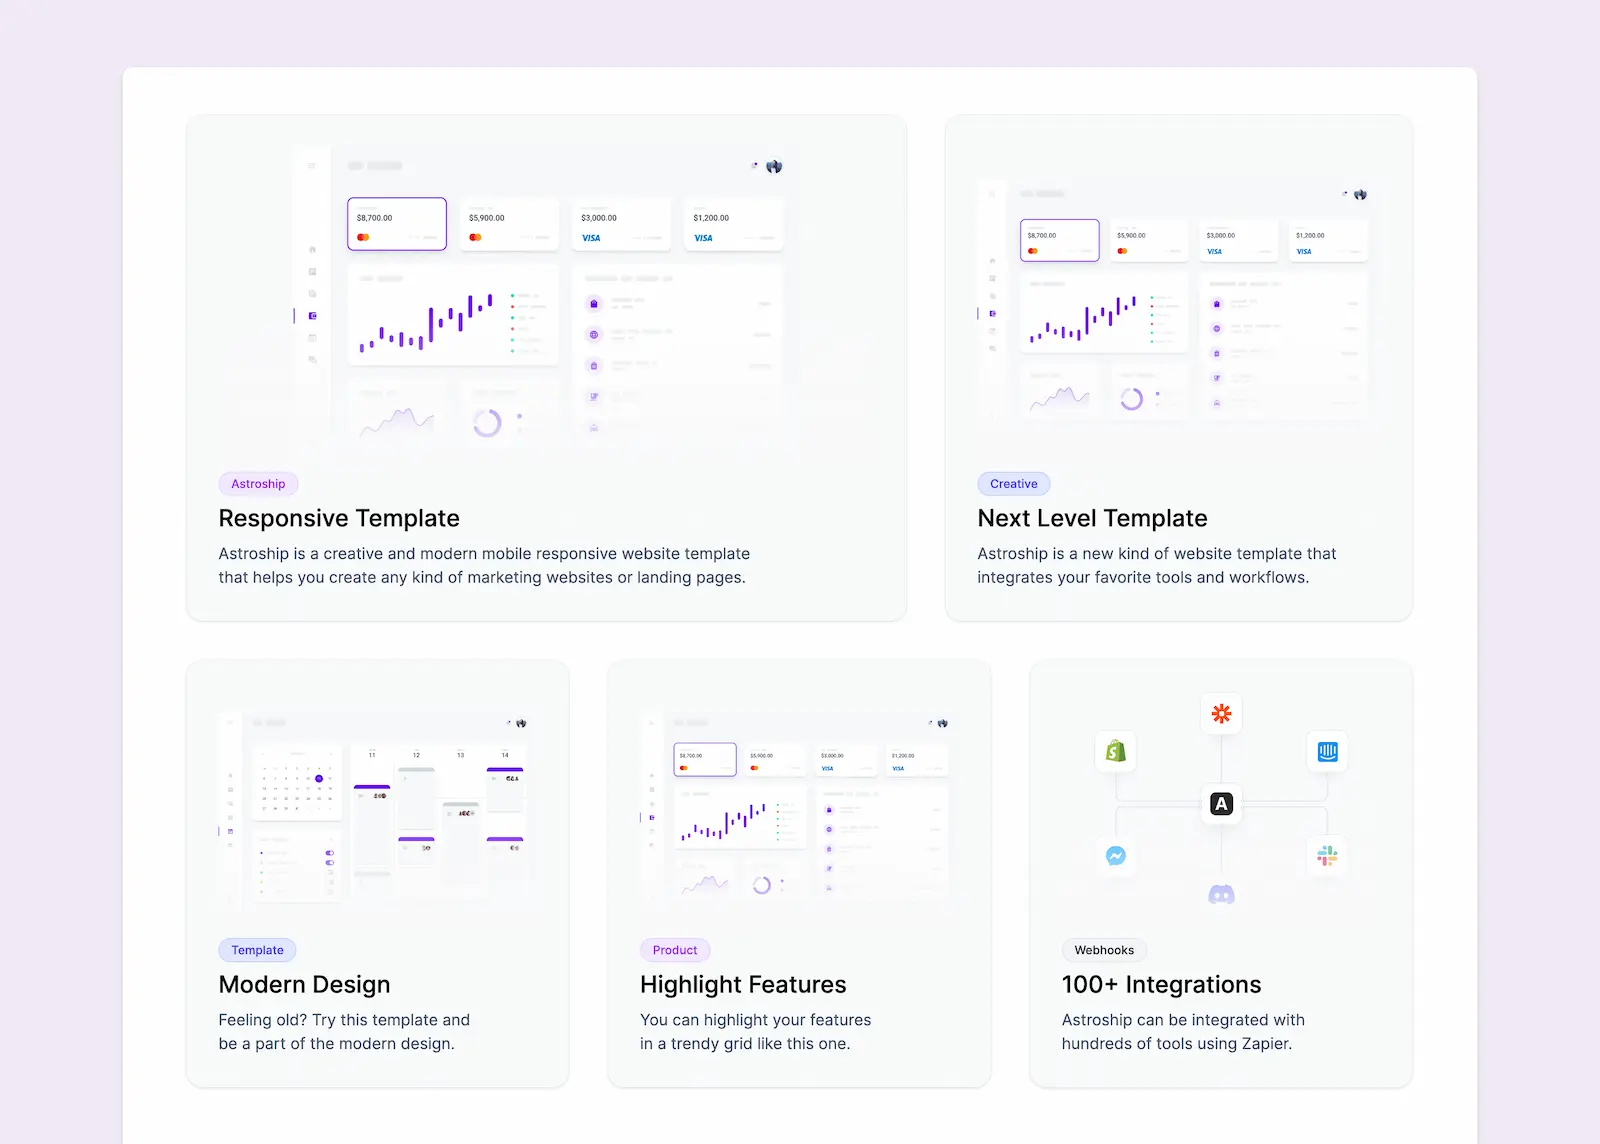 $8,700.00
$5,900.00
$3,000.00
$1,200.00
VISA
VISA
Astroship
Responsive Template
Astroship is a creative and modern mobile responsive website template
that helps you create any kind of marketing websites or landing pages.
$8,700.00
$5,900.00
$3,000.00
$1,200.00
VISA
VISA
Creative
Next Level Template
Astroship is a new kind of website template that
integrates your favorite tools and workflows.
11
12
13
14
Template
Modern Design
Feeling old? Try this template and
be a part of the modern design.
$8,700.00
$5,900.00
$3,000.00
$1,200.00
VISA
VISA
Product
Highlight Features
You can highlight your features
in a trendy grid like this one.
A
Webhooks
100+ Integrations
Astroship can be integrated with
hundreds of tools using Zapier.